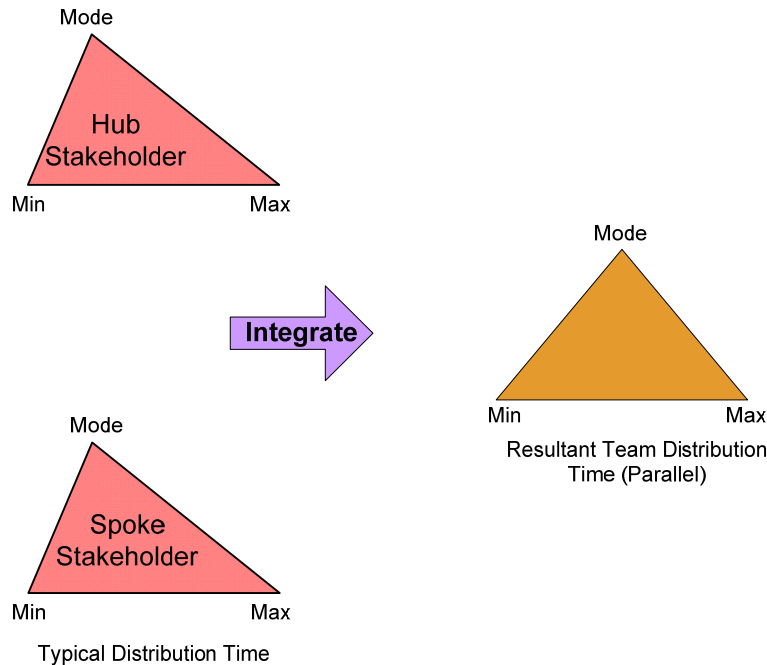 Mode
Hub
Stakeholder
Min
Max
Integrate
Mode
Min
Max
Resultant Team Distribution
Time (Parallel)
Mode
Spoke
Stakeholder
Min
Max
Typical Distribution Time